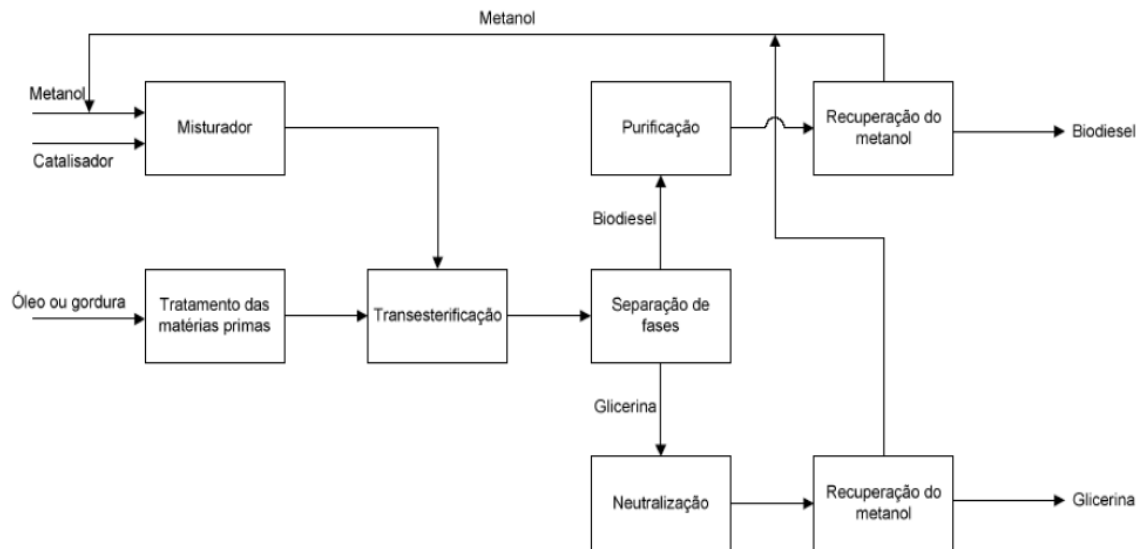 Metanol
Metanol
Misturador
Catalisador
Purificação
Recuperação do
metanol
Biodiesel
Biodiesel
Óleo ou gordura
Tratamento das
matérias primas
Transesterificação
Separação de
fases
Glicerina
Neutralização
Recuperação do
metanol
Glicerina